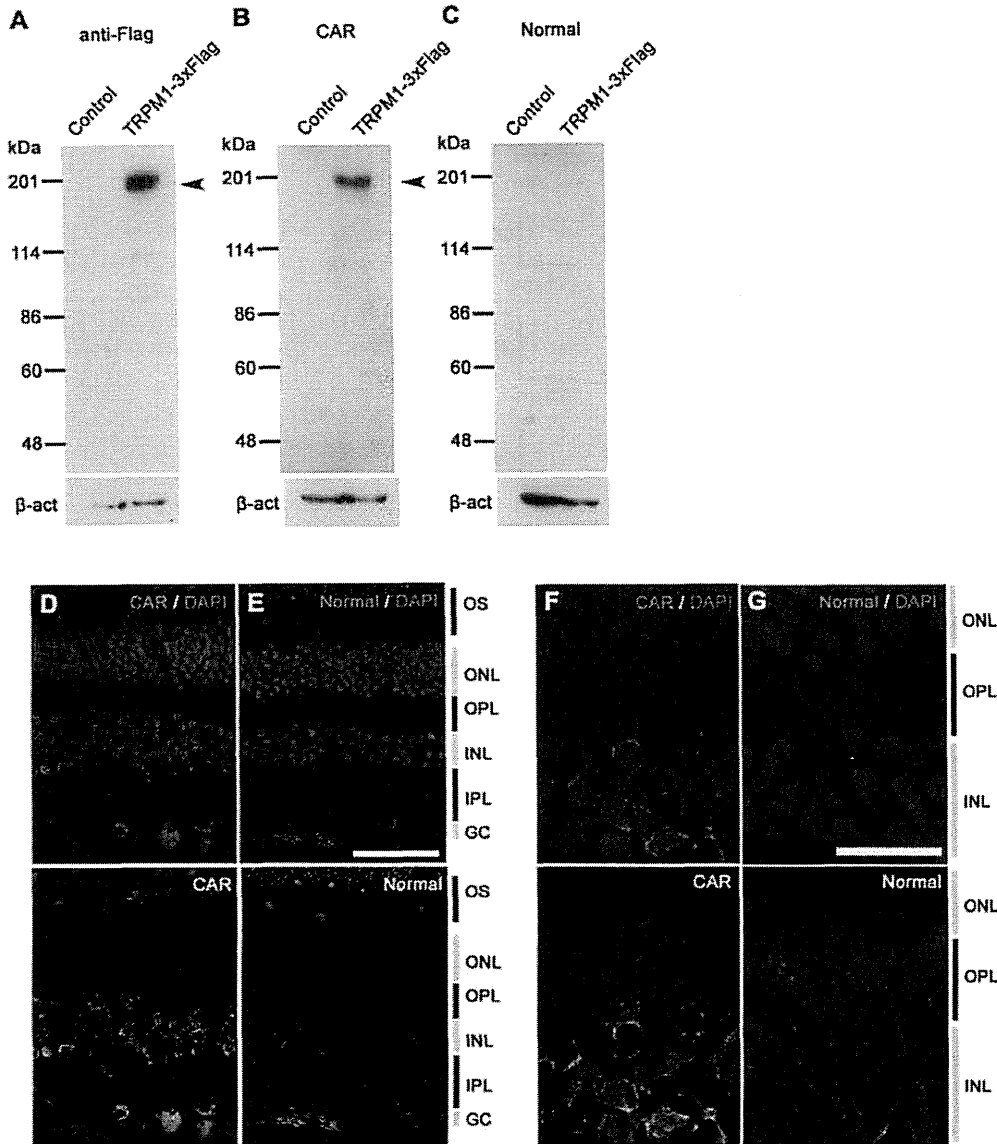 A
anti-Flag
Control
TRPM1-3xFlag
kDa
201
114
86
60
48
β-act
B
CAR
Control
TRPM1-3xFlag
kDa
201
114
86
60
48
β-act
C
Normal
Control
TRPM1-3xFlag
kDa
201
114
86
60
48
β-act
D
CAR / DAPI
E
Normal / DAPI
OS
ONL
OPL
INL
IPL
GC
CAR
Normal
OS
ONL
OPL
INL
IPL
GC
F
CAR / DAPI
G
Normal / DAPI
ONL
OPL
INL
CAR
Normal
ONL
OPL
INL